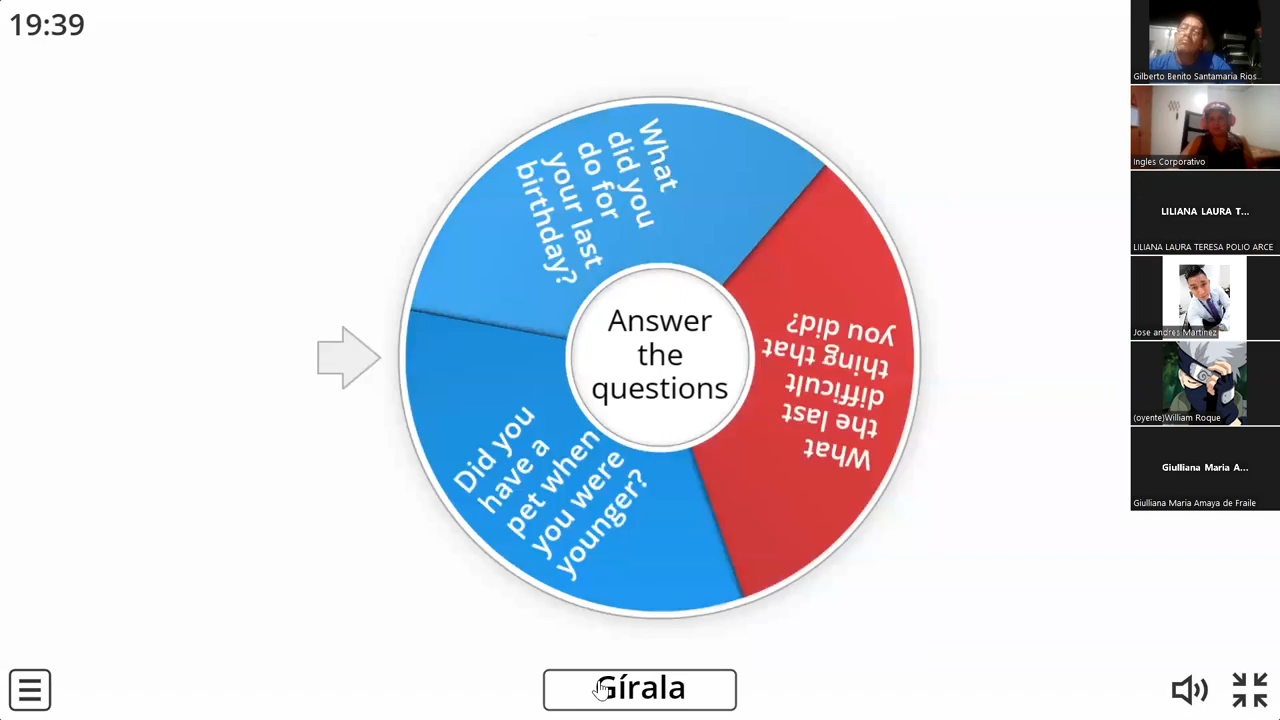 19:39
What
did you
do for
your last
birthday?
What
the last
difficult
thing that
you did?
Did you
have a
pet when
you were
younger?
Answer
the
questions
Gírala
Gilberto Benito Santamaria Rios
Ingles Corporativo
LILIANA LAURA T...
LILIANA LAURA TERESA POLIO ARCE
Jose andres Martinez
(oyente)William Roque
Giulliana Maria A...
Giulliana Maria Amaya de Fraile